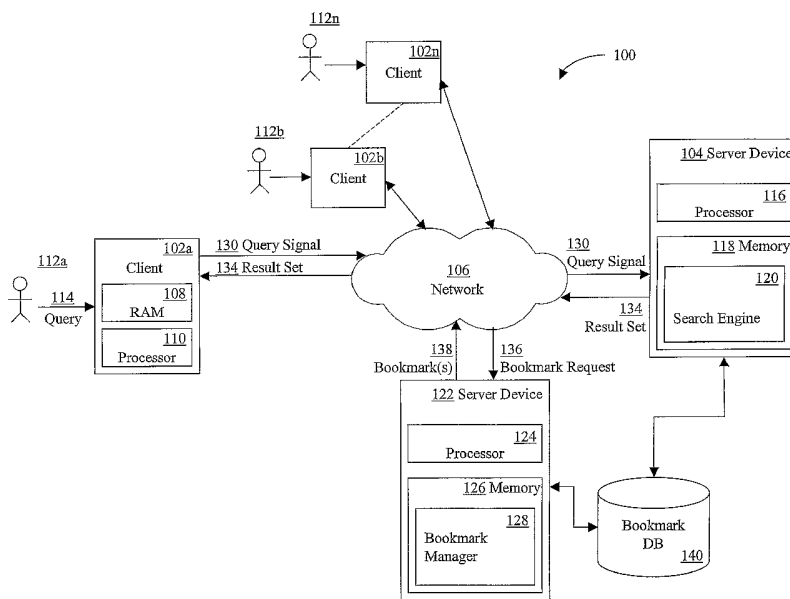 112n
102n
Client
100
112b
102b
Client
104 Server Device
116
Processor
118 Memory
120
Search Engine
102a
Client
108
RAM
110
Processor
112a
114
Query
130 Query Signal
134 Result Set
106
Network
130
Query Signal
134
Result Set
138
Bookmark(s)
136
Bookmark Request
122 Server Device
124
Processor
126 Memory
128
Bookmark
Manager
Bookmark
DB
140